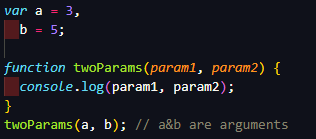 var a = 3,
  b = 5;

function twoParams(param1, param2) {
  console.log(param1, param2);
}
twoParams(a, b); // a&b are arguments